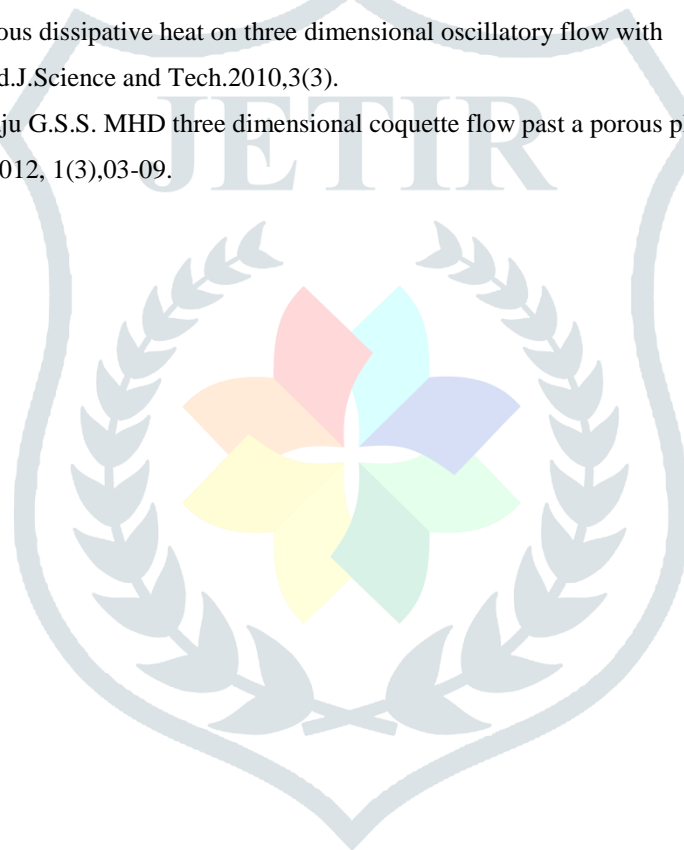 ous dissipative heat on three dimensional oscillatory flow with
d.J.Science and Tech.2010,3(3).
ju G.S.S. MHD three dimensional coquette flow past a porous p
012, 1(3),03-09.
JETIR